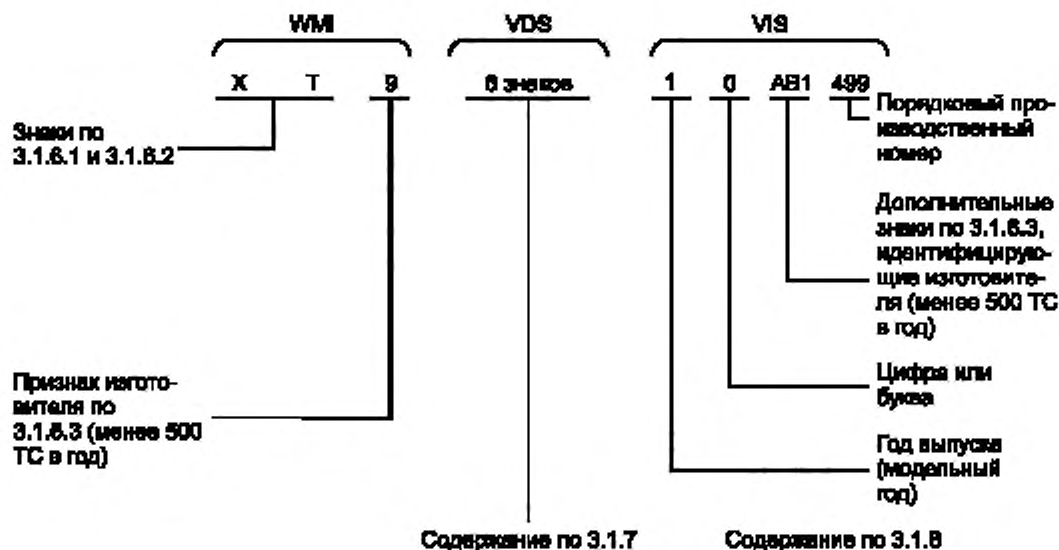 WMI VDS VIS
X T 9 6 знаков 1 0 AB1 499
Знаки по
3.1.6.1 и 3.1.6.2
Порядковый про-
изводственный
номер
Дополнительные
знаки по 3.1.6.3,
идентифицирую-
щие изготовите-
ля (менее 500 ТС
в год)
Признак изгото-
вителя по
3.1.6.3 (менее 500
ТС в год)
Цифра или
буква
Год выпуска
(модельный
год)
Содержание по 3.1.7 Содержание по 3.1.8